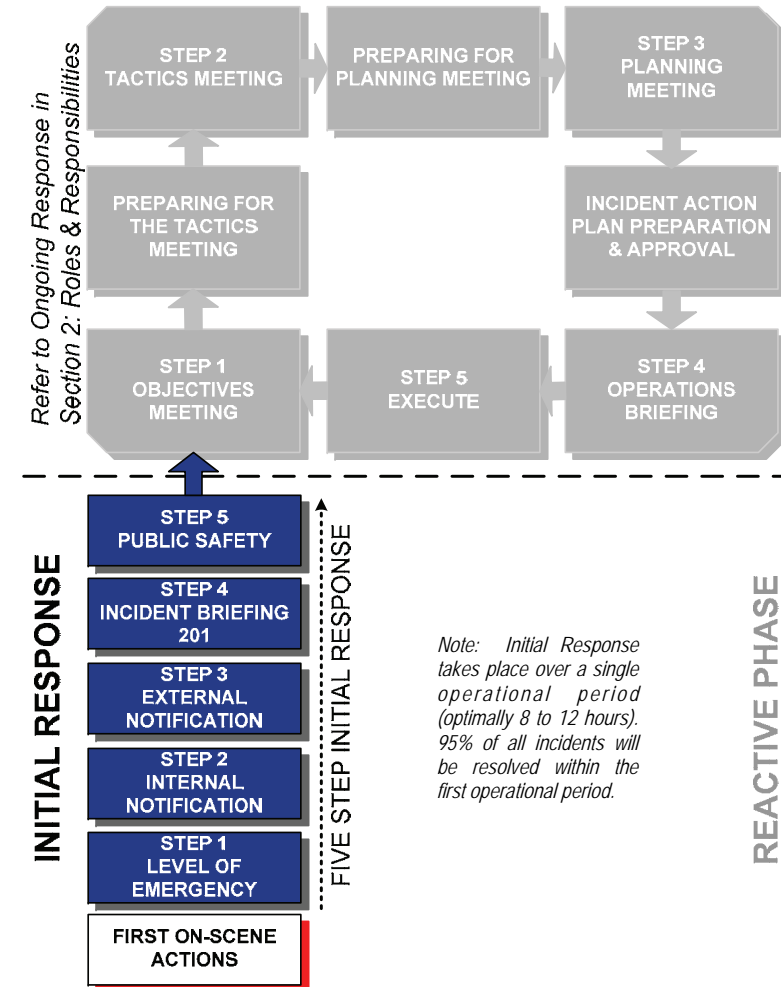 Refer to Ongoing Response in
Section 2: Roles & Responsibilities
STEP 2
TACTICS MEETING
PREPARING FOR
PLANNING MEETING
STEP 3
PLANNING
MEETING
PREPARING FOR
THE TACTICS
MEETING
INCIDENT ACTION
PLAN PREPARATION
& APPROVAL
STEP 1
OBJECTIVES
MEETING
STEP 5
EXECUTE
STEP 4
OPERATIONS
BRIEFING
INITIAL RESPONSE
STEP 5
PUBLIC SAFETY
STEP 4
INCIDENT BRIEFING
201
STEP 3
EXTERNAL
NOTIFICATION
STEP 2
INTERNAL
NOTIFICATION
STEP 1
LEVEL OF
EMERGENCY
FIRST ON-SCENE
ACTIONS
FIVE STEP INITIAL RESPONSE
Note: Initial Response
takes place over a single
operational period
(optimally 8 to 12 hours).
95% of all incidents will
be resolved within the
first operational period.
REACTIVE PHASE